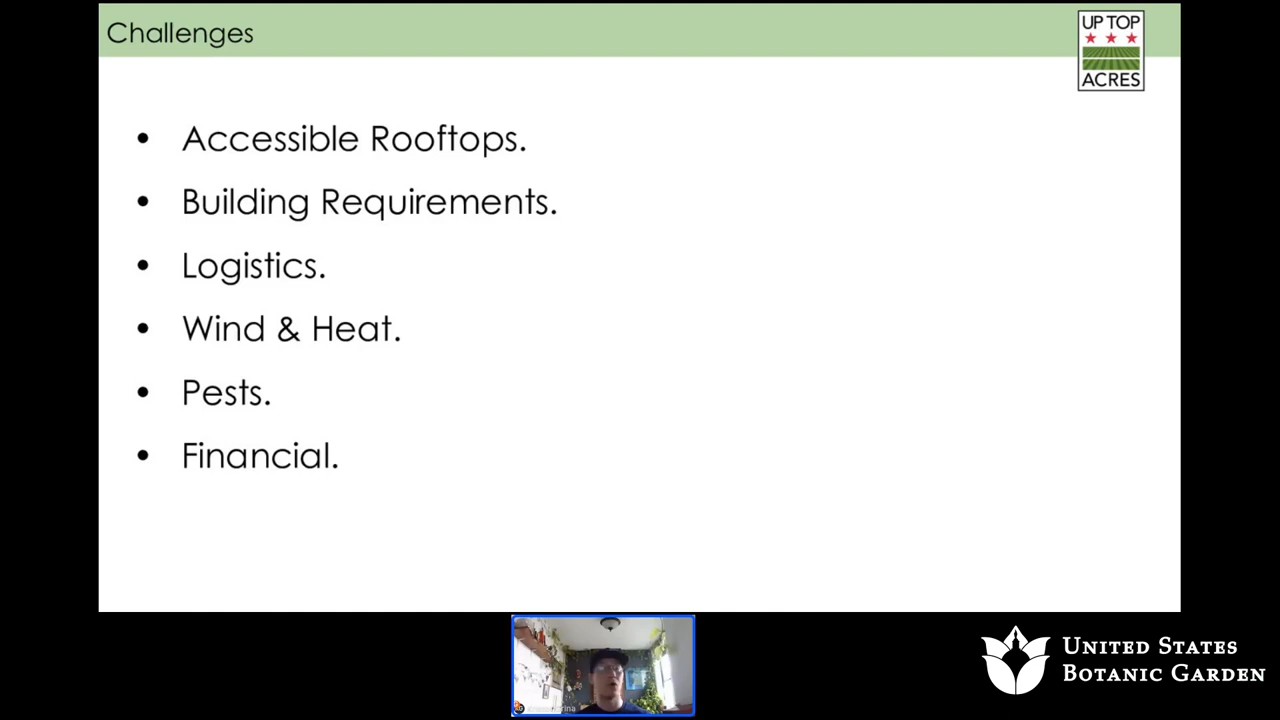 Challenges
UP TOP
ACRES
• Accessible Rooftops.
• Building Requirements.
• Logistics.
• Wind & Heat.
• Pests.
• Financial.
UNITED STATES
BOTANIC GARDEN